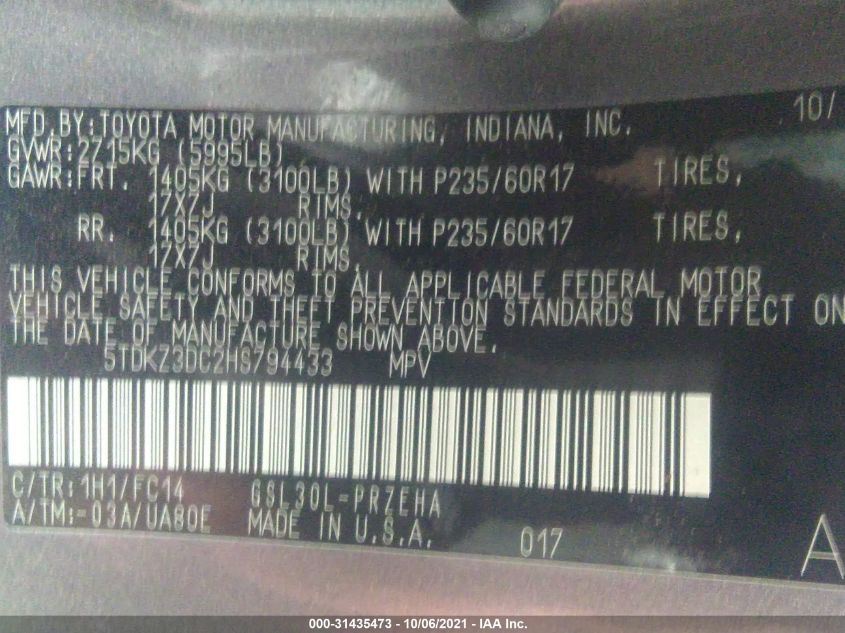 MFD.BY:TOYOTA MOTOR MANUFACTURING, INDIANA, INC. 10/
GVWR:2715KG (5995LB)
GAWR:FRT. 1405KG (3100LB) WITH P235/60R17 TIRES,
17X7J RIMS,
RR. 1405KG (3100LB) WITH P235/60R17 TIRES,
17X7J RIMS,
THIS VEHICLE CONFORMS TO ALL APPLICABLE FEDERAL MOTOR
VEHICLE SAFETY AND THEFT PREVENTION STANDARDS IN EFFECT ON
THE DATE OF MANUFACTURE SHOWN ABOVE.
5TDKZ3DC2HS794433 MPV
C/TR:1H1/FC14 GSL30L-PRZEHA
A/TM:-03A/UA80E MADE IN U.S.A. 017 A
000-31435473 - 10/06/2021 - IAA Inc.